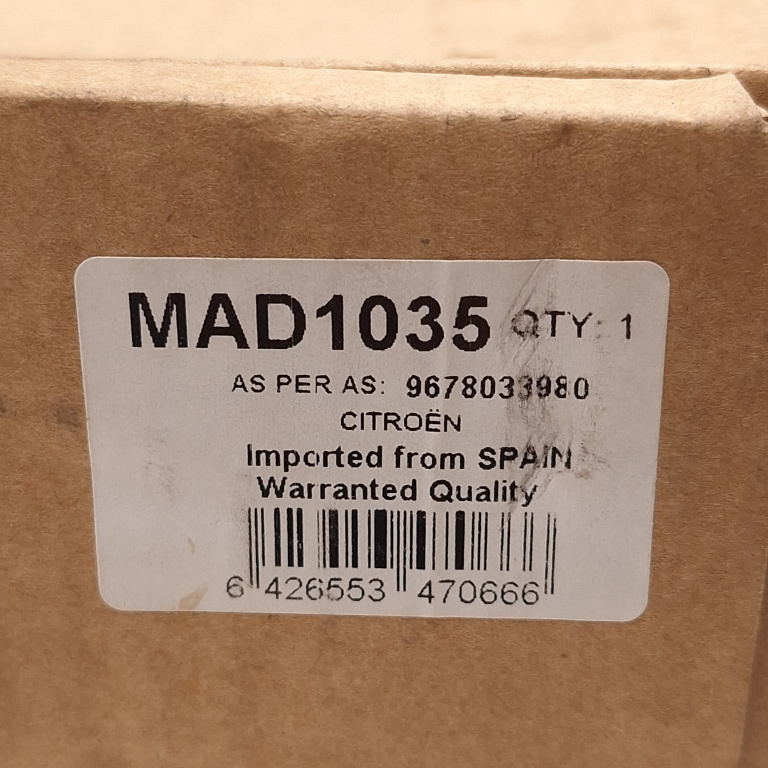 MAD1035 QTY: 1
AS PER AS: 9678033980
CITROËN
Imported from SPAIN
Warranted Quality
6 426553 470666